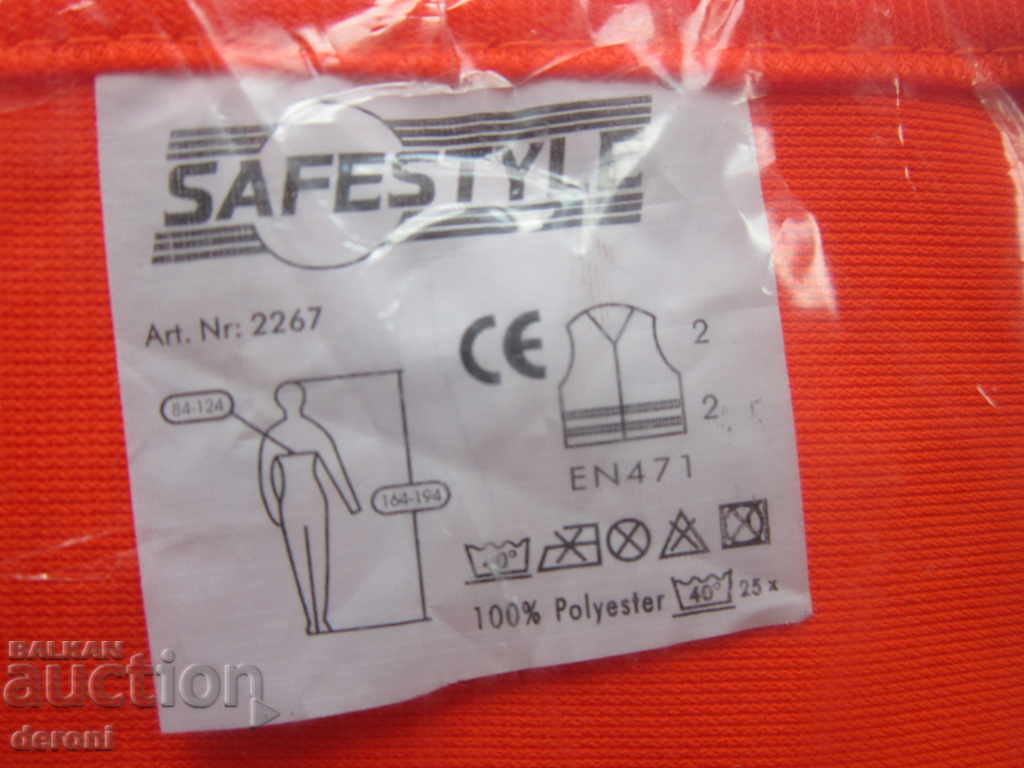 SAFESTYLE
Art. Nr: 2267
CE
2
2
84-124
164-194
EN471
40°
100% Polyester 40° 25 x
BALKAN
auction
deroni